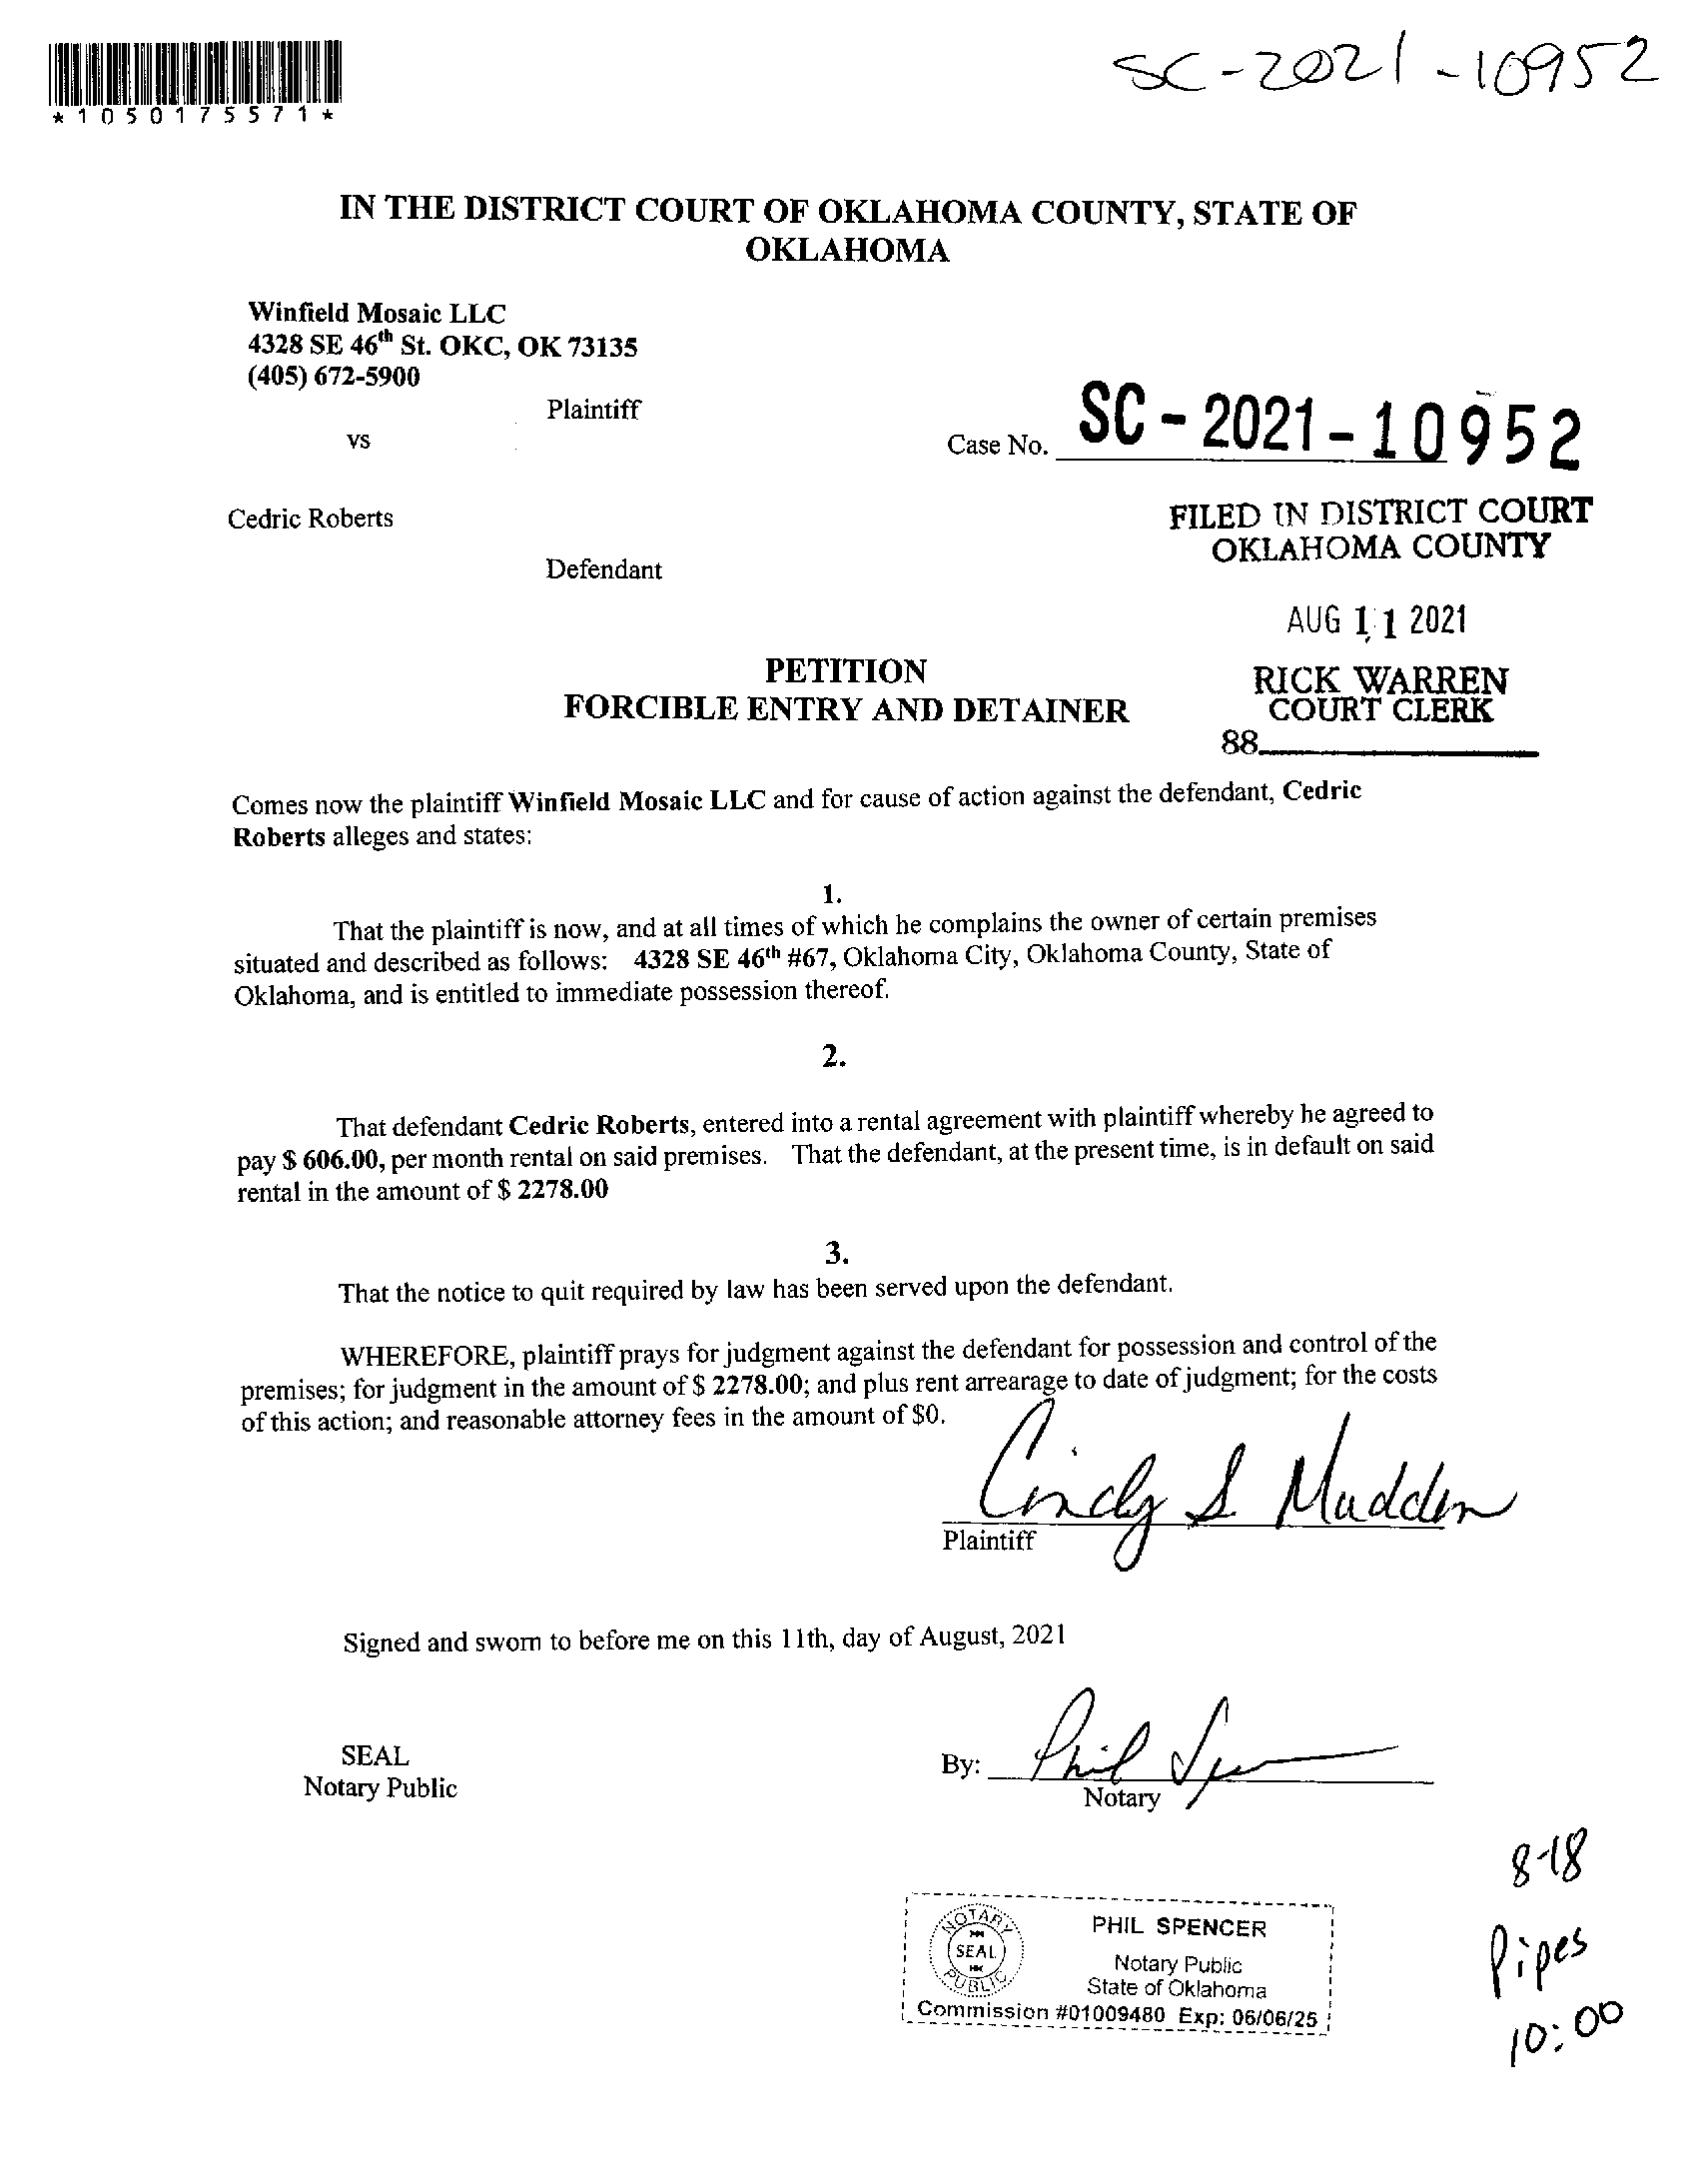 SC-2021-10952
*1050175571*
IN THE DISTRICT COURT OF OKLAHOMA COUNTY, STATE OF
OKLAHOMA
Winfield Mosaic LLC
4328 SE 46th St. OKC, OK 73135
(405) 672-5900
Plaintiff
vs
Case No. SC-2021-10952
Cedric Roberts
Defendant
FILED IN DISTRICT COURT
OKLAHOMA COUNTY
AUG 11 2021
RICK WARREN
COURT CLERK
88
PETITION
FORCIBLE ENTRY AND DETAINER
Comes now the plaintiff Winfield Mosaic LLC and for cause of action against the defendant, Cedric
Roberts alleges and states:
1.
That the plaintiff is now, and at all times of which he complains the owner of certain premises
situated and described as follows: 4328 SE 46th #67, Oklahoma City, Oklahoma County, State of
Oklahoma, and is entitled to immediate possession thereof.
2.
That defendant Cedric Roberts, entered into a rental agreement with plaintiff whereby he agreed to
pay $ 606.00, per month rental on said premises. That the defendant, at the present time, is in default on said
rental in the amount of $ 2278.00
3.
That the notice to quit required by law has been served upon the defendant.
WHEREFORE, plaintiff prays for judgment against the defendant for possession and control of the
premises; for judgment in the amount of $ 2278.00; and plus rent arrearage to date of judgment; for the costs
of this action; and reasonable attorney fees in the amount of $0.
Cindy S Madden
Plaintiff
Signed and sworn to before me on this 11th, day of August, 2021
SEAL
Notary Public
By: Phil Spencer
Notary
NOTARY
SEAL
PUBLIC
PHIL SPENCER
Notary Public
State of Oklahoma
Commission #01009480 Exp: 06/06/25
8-18
Pipes
10:00